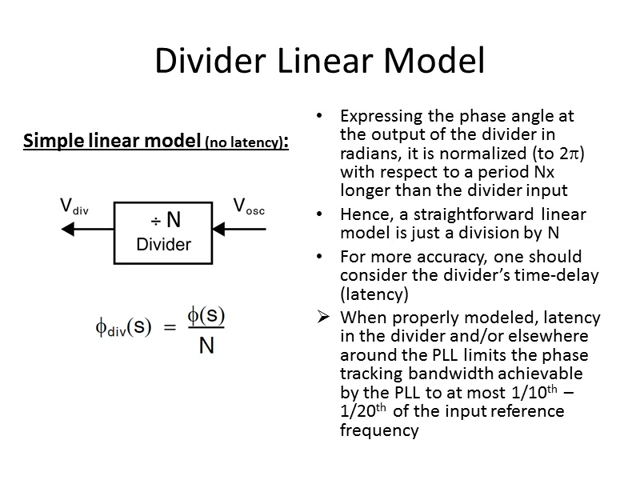 Divider Linear Model
Simple linear model (no latency):
V_div
÷ N
Divider
V_osc
ϕ_div(s) = ϕ(s) / N
• Expressing the phase angle at
the output of the divider in
radians, it is normalized (to 2π)
with respect to a period Nx
longer than the divider input
• Hence, a straightforward linear
model is just a division by N
• For more accuracy, one should
consider the divider's time-delay
(latency)
➢ When properly modeled, latency
in the divider and/or elsewhere
around the PLL limits the phase
tracking bandwidth achievable
by the PLL to at most 1/10th –
1/20th of the input reference
frequency